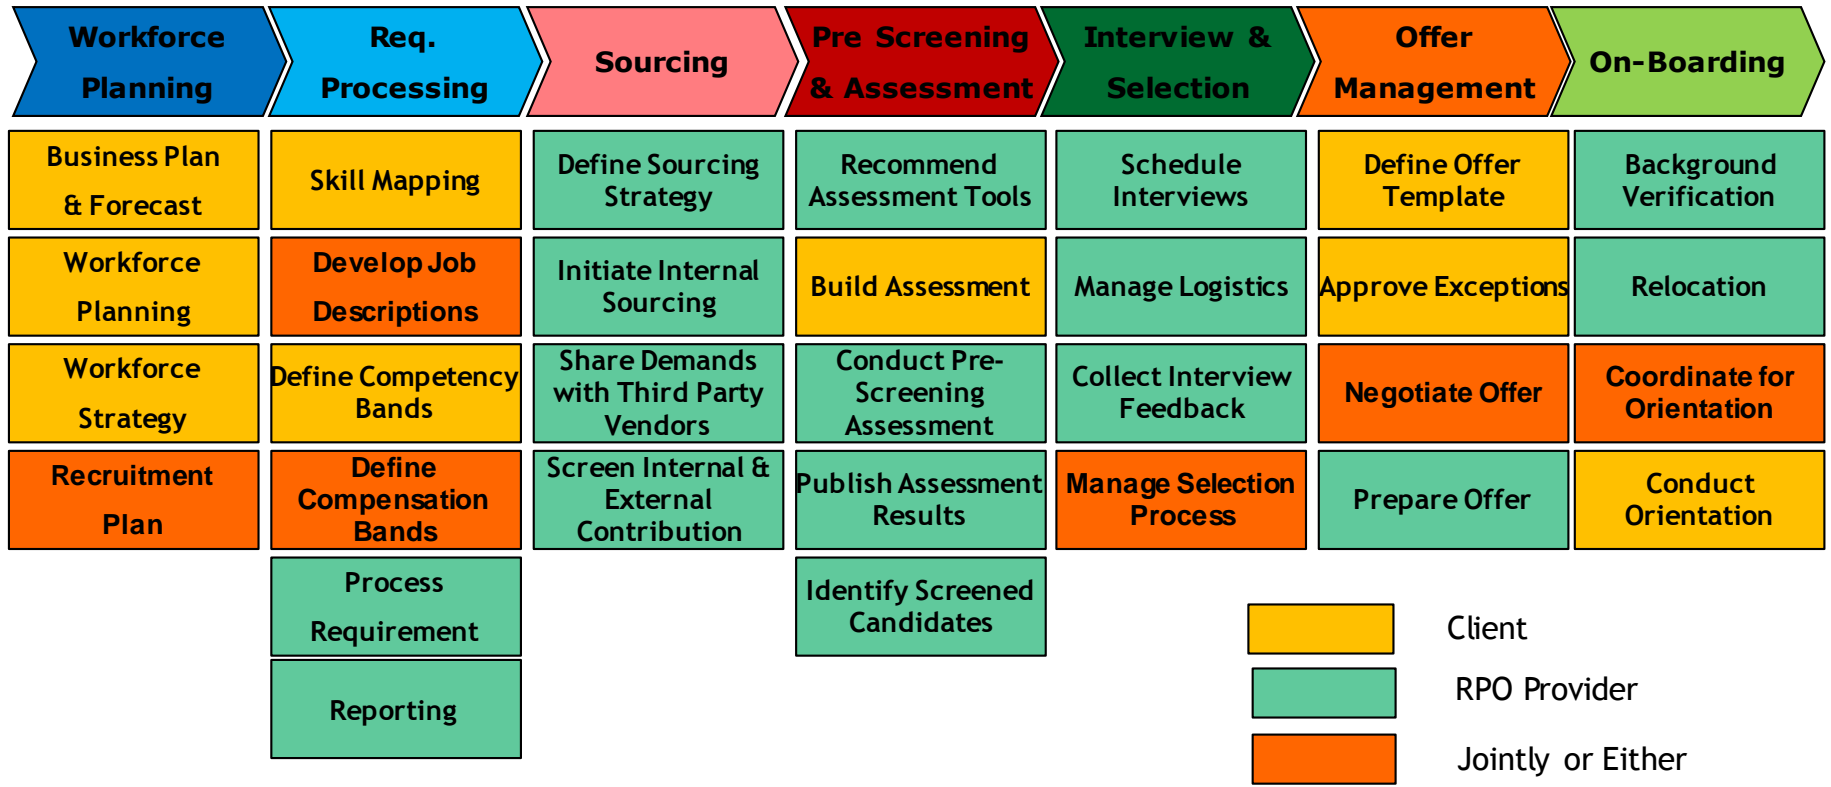 Workforce
Planning
Req.
Processing
Sourcing
Pre Screening
& Assessment
Interview &
Selection
Offer
Management
On-Boarding
Business Plan
& Forecast
Workforce
Planning
Workforce
Strategy
Recruitment
Plan
Skill Mapping
Develop Job
Descriptions
Define Competency
Bands
Define
Compensation
Bands
Process
Requirement
Reporting
Define Sourcing
Strategy
Initiate Internal
Sourcing
Share Demands
with Third Party
Vendors
Screen Internal &
External
Contribution
Recommend
Assessment Tools
Build Assessment
Conduct Pre-
Screening
Assessment
Publish Assessment
Results
Identify Screened
Candidates
Schedule
Interviews
Manage Logistics
Collect Interview
Feedback
Manage Selection
Process
Define Offer
Template
Approve Exceptions
Negotiate Offer
Prepare Offer
Background
Verification
Relocation
Coordinate for
Orientation
Conduct
Orientation
Client
RPO Provider
Jointly or Either